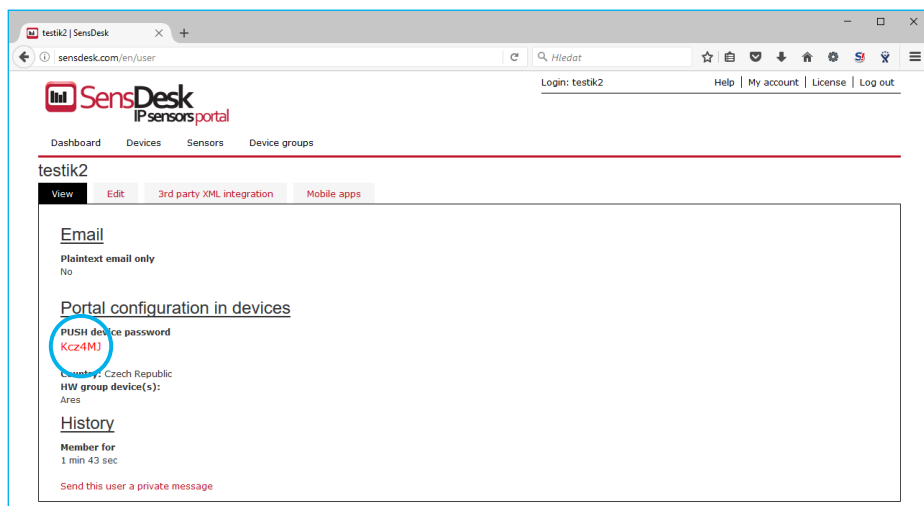 testik2 | SensDesk
sensdesk.com/en/user
Hledat
Login: testik2
Help | My account | License | Log out
SensDesk
IP sensors portal
Dashboard Devices Sensors Device groups
testik2
View Edit 3rd party XML integration Mobile apps
Email
Plaintext email only
No
Portal configuration in devices
PUSH device password
Kcz4MJ
Country: Czech Republic
HW group device(s):
Ares
History
Member for
1 min 43 sec
Send this user a private message